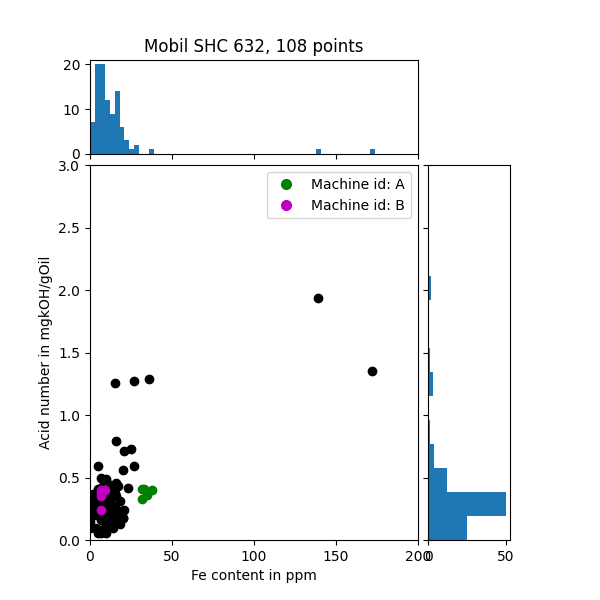 Mobil SHC 632, 108 points
20
10
0
3.0
2.5
2.0
1.5
1.0
0.5
0.0
Acid number in mgkOH/gOil
Machine id: A
Machine id: B
0 50 100 150 200
0 50
Fe content in ppm